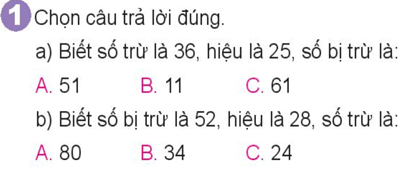 1 Chọn câu trả lời đúng.
a) Biết số trừ là 36, hiệu là 25, số bị trừ là:
A. 51 B. 11 C. 61
b) Biết số bị trừ là 52, hiệu là 28, số trừ là:
A. 80 B. 34 C. 24